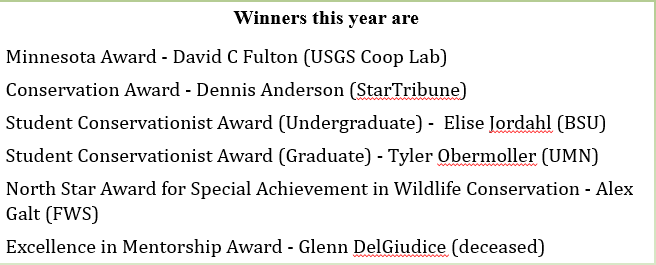 Winners this year are
Minnesota Award - David C Fulton (USGS Coop Lab)
Conservation Award - Dennis Anderson (StarTribune)
Student Conservationist Award (Undergraduate) -  Elise Jordahl (BSU)
Student Conservationist Award (Graduate) - Tyler Obermoller (UMN)
North Star Award for Special Achievement in Wildlife Conservation - Alex
Galt (FWS)
Excellence in Mentorship Award - Glenn DelGiudice (deceased)